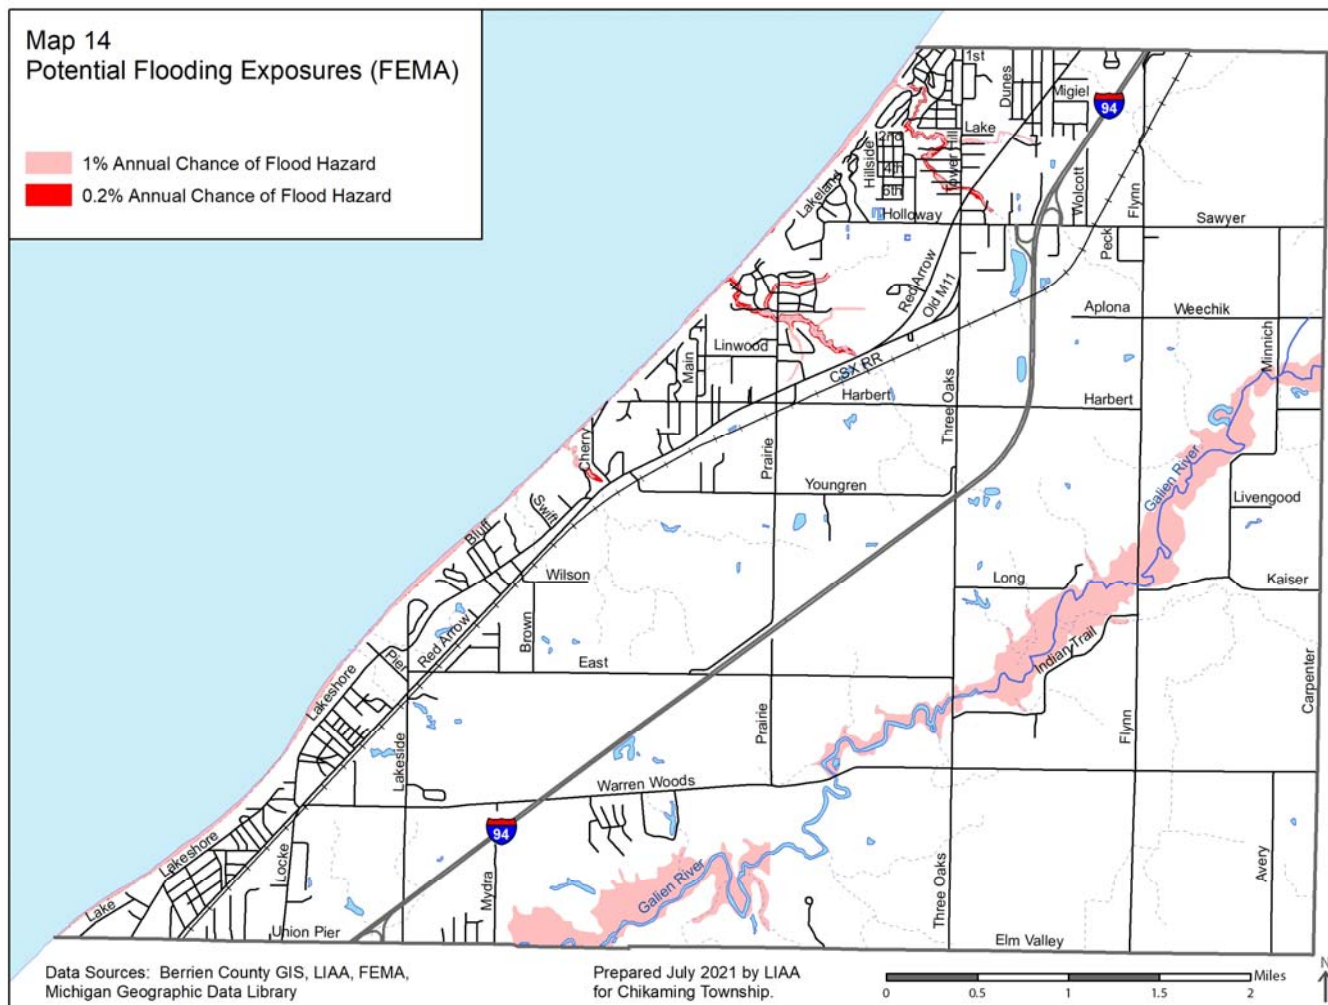 Map 14
Potential Flooding Exposures (FEMA)
1% Annual Chance of Flood Hazard
0.2% Annual Chance of Flood Hazard
1st
Dunes
Migiel
94
Lake
2nd
Hillside
4th
Tower Hill
6th
Lakeland
Holloway
Wolcott
Flynn
Sawyer
Peck
Red Arrow
Old M11
Aplona
Weechik
Minnich
Linwood
Main
CSX RR
Harbert
Three Oaks
Harbert
Cherry
Prairie
Galien River
Youngren
Livengood
Swift
Bluff
Wilson
Long
Kaiser
Brown
Red Arrow
Pier
East
Indian Trail
Carpenter
Lakeshore
Prairie
Flynn
Lakeside
Warren Woods
94
Lakeshore
Locke
Mydra
Galien River
Three Oaks
Avery
Lake
Union Pier
Elm Valley
Data Sources: Berrien County GIS, LIAA, FEMA,
Michigan Geographic Data Library
Prepared July 2021 by LIAA
for Chikaming Township.
Miles
0 0.5 1 1.5 2
N